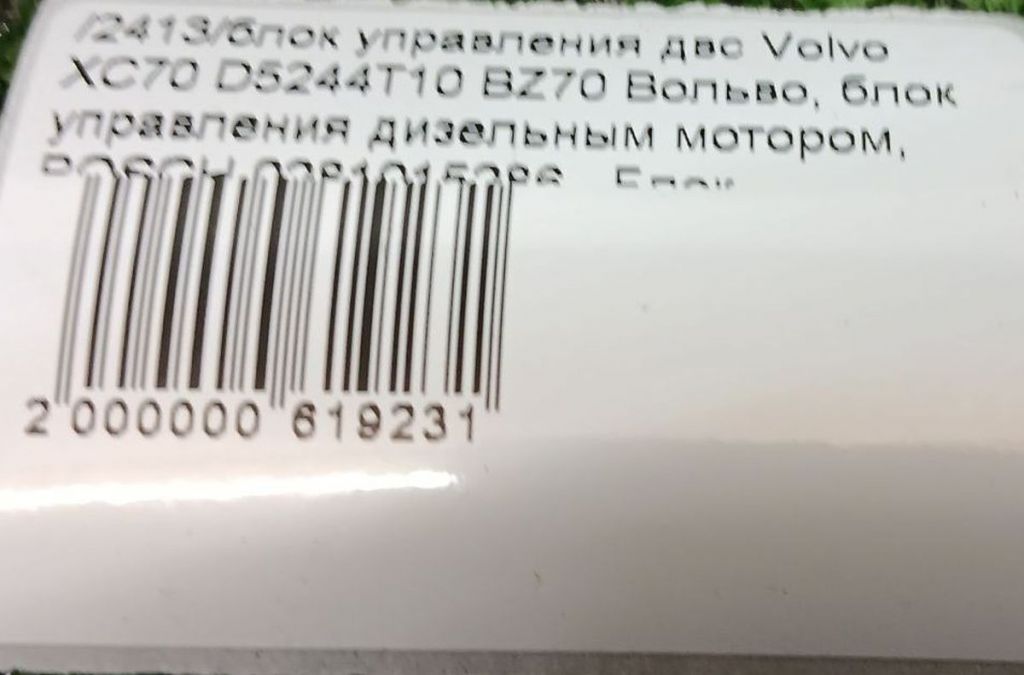 /2413/блок управления двс Volvo
XC70 D5244T10 BZ70 Вольво, блок
управления дизельным мотором,
2 000000 619231